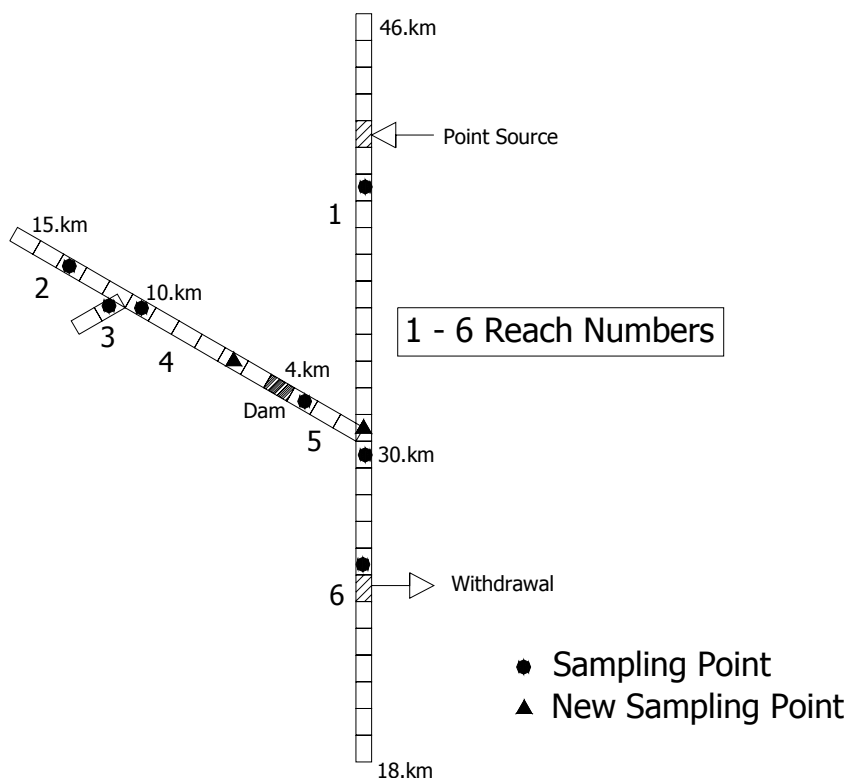 46.km
Point Source
1
15.km
2
10.km
3
4
1 - 6 Reach Numbers
4.km
Dam
5
30.km
6
Withdrawal
Sampling Point
New Sampling Point
18.km